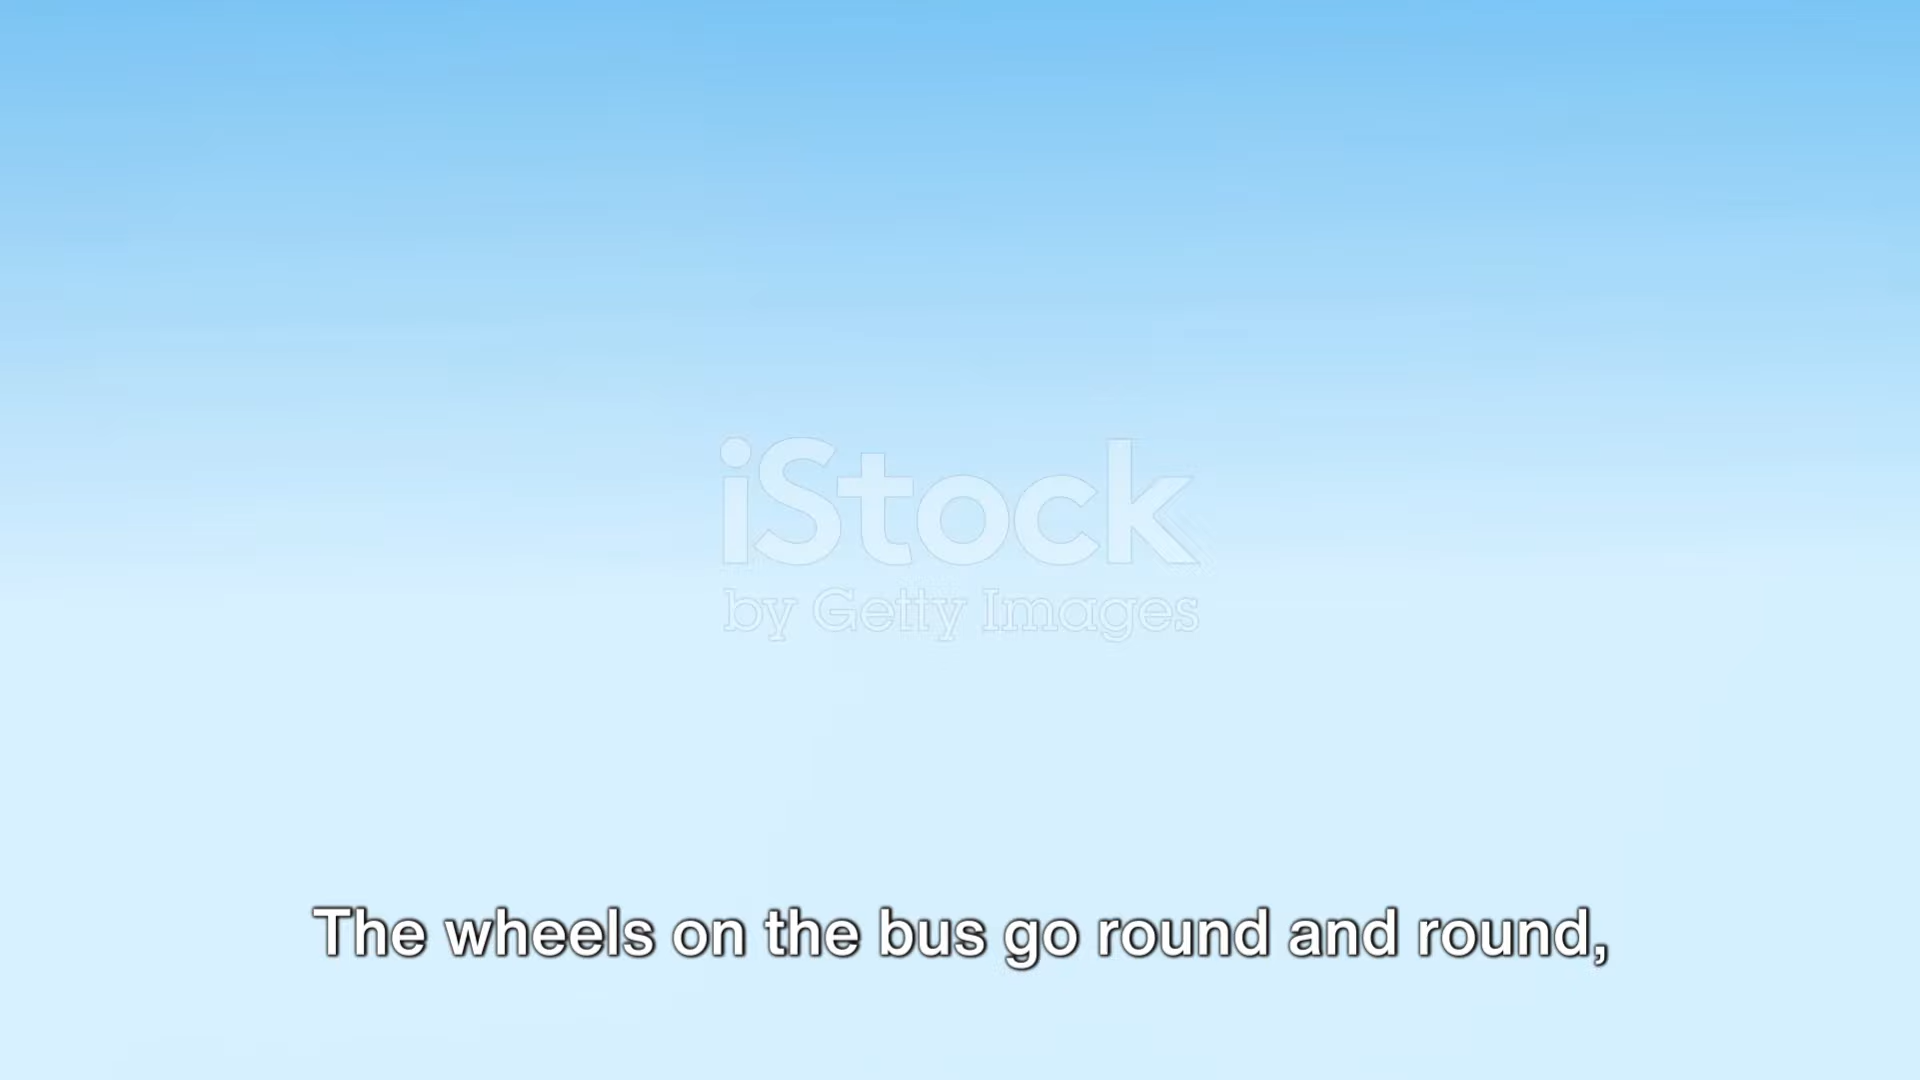 iStock
by Getty Images
The wheels on the bus go round and round,